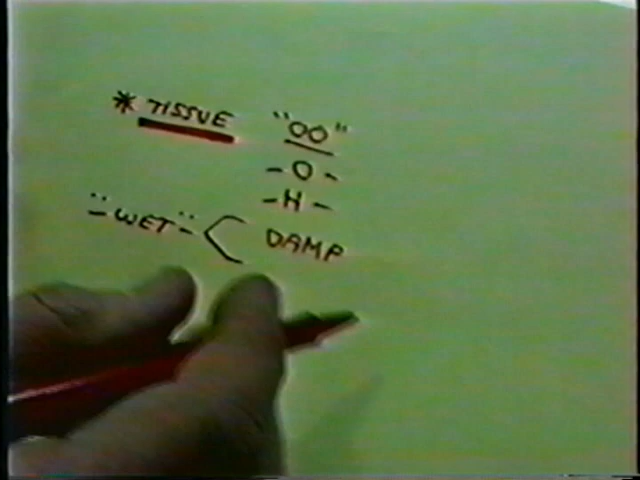 * TISSUE "OO"
- O -
- H -
-WET- < DAMP